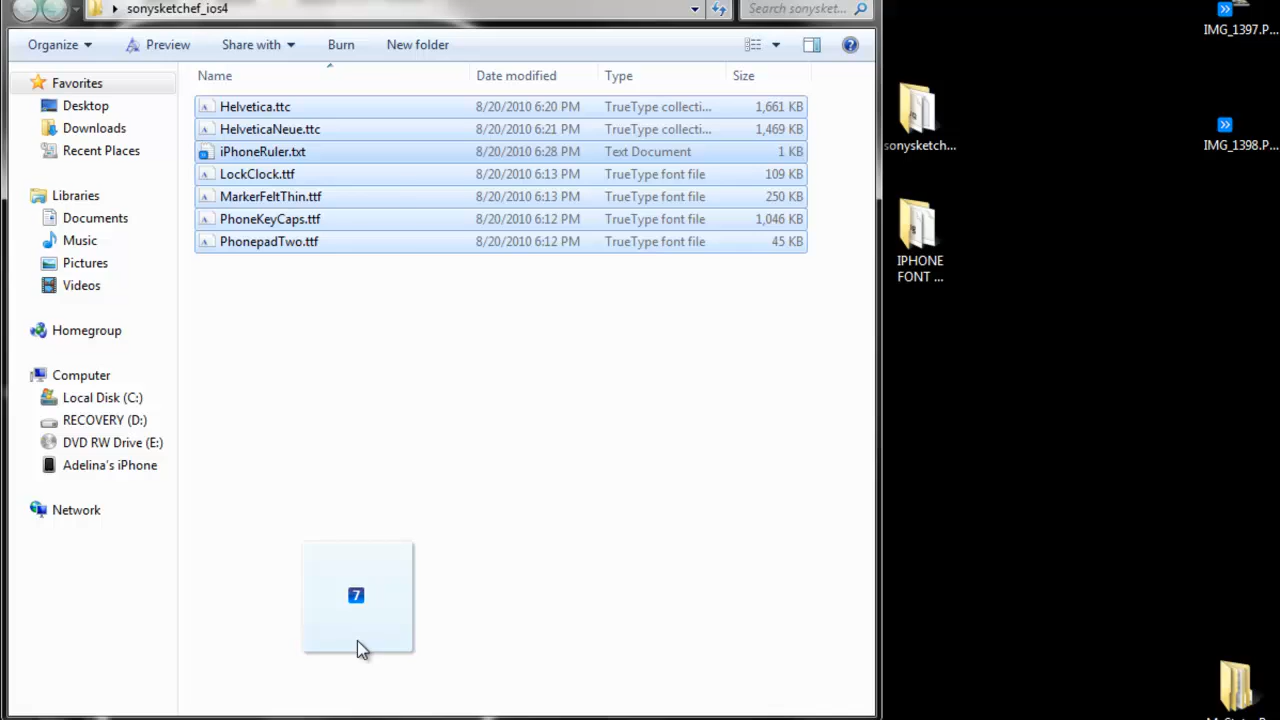 sonysketchef_ios4
Search sonysket...
Organize Preview Share with Burn New folder
Name Date modified Type Size
Helvetica.ttc 8/20/2010 6:20 PM TrueType collecti... 1,661 KB
HelveticaNeue.ttc 8/20/2010 6:21 PM TrueType collecti... 1,469 KB
iPhoneRuler.txt 8/20/2010 6:28 PM Text Document 1 KB
LockClock.ttf 8/20/2010 6:13 PM TrueType font file 109 KB
MarkerFeltThin.ttf 8/20/2010 6:13 PM TrueType font file 250 KB
PhoneKeyCaps.ttf 8/20/2010 6:12 PM TrueType font file 1,046 KB
PhonepadTwo.ttf 8/20/2010 6:12 PM TrueType font file 45 KB
Favorites
Desktop
Downloads
Recent Places
Libraries
Documents
Music
Pictures
Videos
Homegroup
Computer
Local Disk (C:)
RECOVERY (D:)
DVD RW Drive (E:)
Adelina's iPhone
Network
7
IMG_1397.P...
sonysketch...
IMG_1398.P...
IPHONE
FONT ...